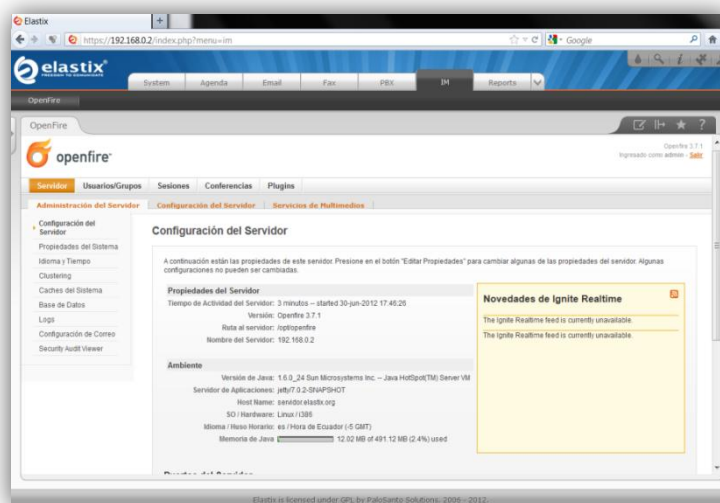 Elastix
https://192.168.0.2/index.php?menu=im
Google
elastix
FREEDOM TO COMMUNICATE
System Agenda Email Fax PBX IM Reports
OpenFire
OpenFire
openfire
Openfire 3.7.1
Ingresado como admin - Salir
Servidor Usuarios/Grupos Sesiones Conferencias Plugins
Administración del Servidor Configuración del Servidor Servicios de Multimedios
Configuración del Servidor
Propiedades del Sistema
Idioma y Tiempo
Clustering
Caches del Sistema
Base de Datos
Logs
Configuración de Correo
Security Audit Viewer
Configuración del Servidor
A continuación están las propiedades de este servidor. Presione en el botón "Editar Propiedades" para cambiar algunas de las propiedades del servidor. Algunas
configuraciones no pueden ser cambiadas.
Propiedades del Servidor
Tiempo de Actividad del Servidor: 3 minutos -- started 30-jun-2012 17:46:26
Versión: Openfire 3.7.1
Ruta al servidor: /opt/openfire
Nombre del Servidor: 192.168.0.2
Ambiente
Versión de Java: 1.6.0_24 Sun Microsystems Inc. -- Java HotSpot(TM) Server VM
Servidor de Aplicaciones: jetty/7.0.2-SNAPSHOT
Host Name: servidor.elastix.org
SO / Hardware: Linux / i386
Idioma / Huso Horario: es / Hora de Ecuador (-5 GMT)
Memoria de Java 12.02 MB of 491.12 MB (2.4%) used
Novedades de Ignite Realtime
The Ignite Realtime feed is currently unavailable.
The Ignite Realtime feed is currently unavailable.
Puertos del Servidor
Elastix is licensed under GPL by PaloSanto Solutions. 2006 - 2012.